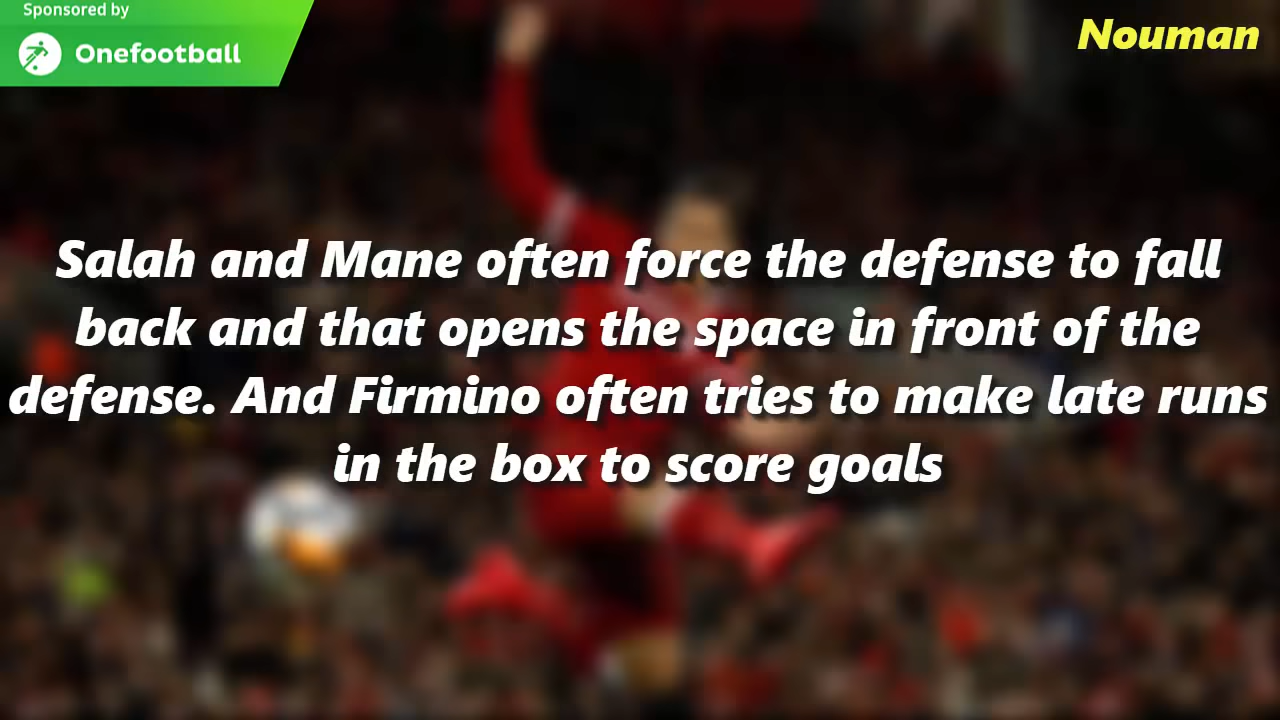 Sponsored by
Onefootball
Nouman
Salah and Mane often force the defense to fall
back and that opens the space in front of the
defense. And Firmino often tries to make late runs
in the box to score goals